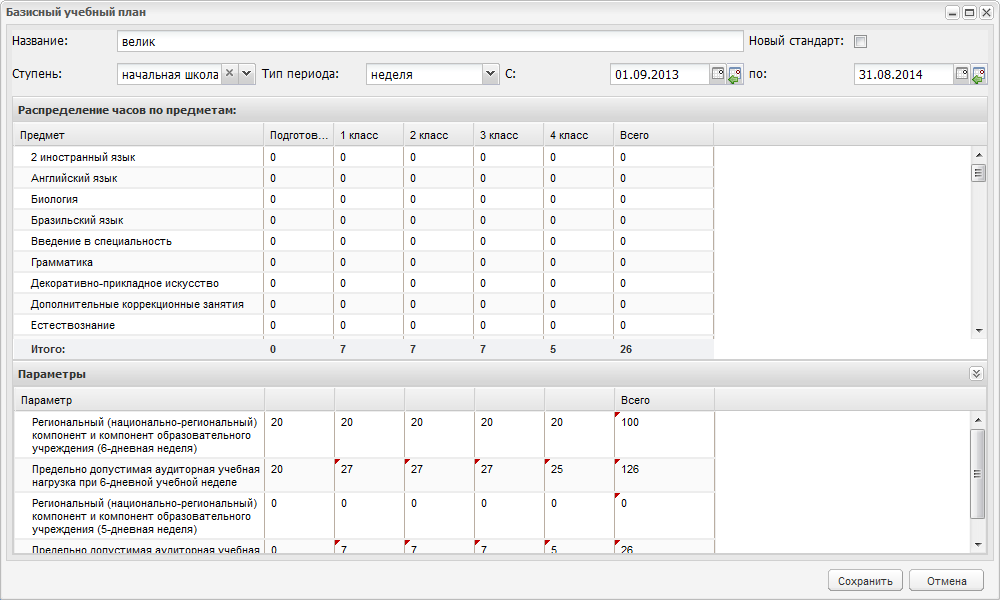 Базисный учебный план
Название: велик Новый стандарт:
Ступень: начальная школа Тип периода: неделя С: 01.09.2013 по: 31.08.2014
Распределение часов по предметам:
Предмет Подготов... 1 класс 2 класс 3 класс 4 класс Всего
2 иностранный язык 0 0 0 0 0 0
Английский язык 0 0 0 0 0 0
Биология 0 0 0 0 0 0
Бразильский язык 0 0 0 0 0 0
Введение в специальность 0 0 0 0 0 0
Грамматика 0 0 0 0 0 0
Декоративно-прикладное искусство 0 0 0 0 0 0
Дополнительные коррекционные занятия 0 0 0 0 0 0
Естествознание 0 0 0 0 0 0
Итого: 0 7 7 7 5 26
Параметры
Параметр Всего
Региональный (национально-региональный) 20 20 20 20 20 100
компонент и компонент образовательного
учреждения (6-дневная неделя)
Предельно допустимая аудиторная учебная 20 27 27 27 25 126
нагрузка при 6-дневной учебной неделе
Региональный (национально-региональный) 0 0 0 0 0 0
компонент и компонент образовательного
учреждения (5-дневная неделя)
Предельно допустимая аудиторная учебная 0 7 7 7 5 26
Сохранить Отмена